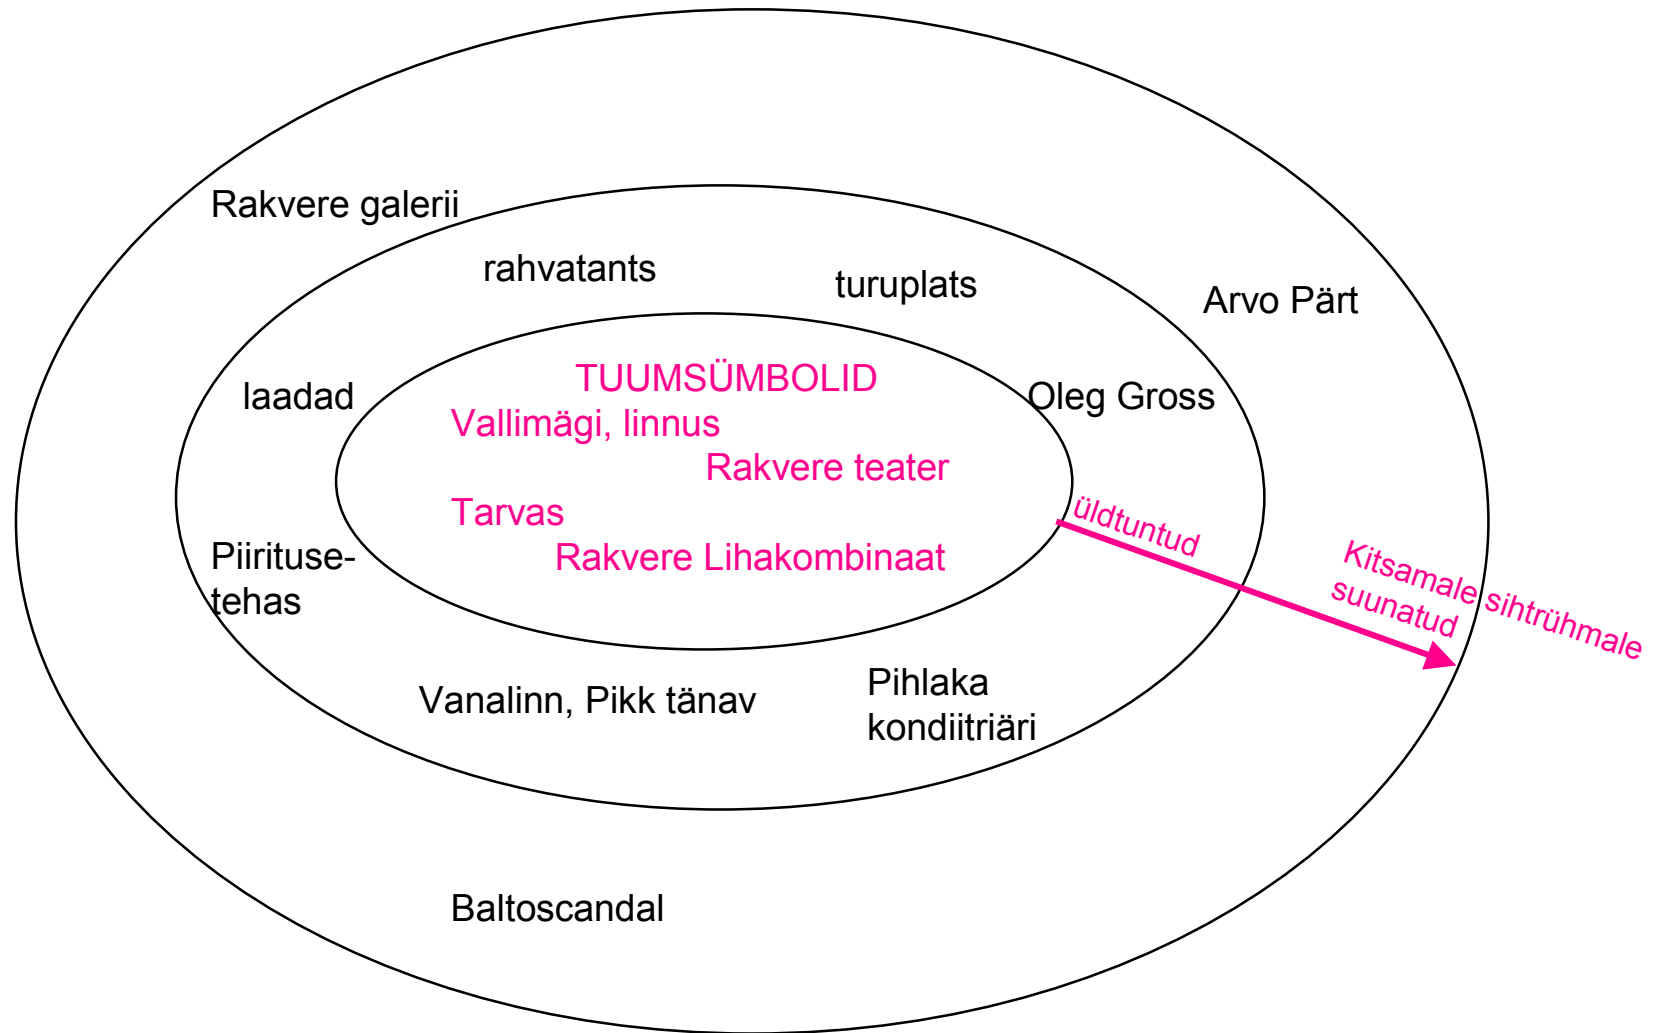 Rakvere galerii
rahvatants
turuplats
Arvo Pärt
laadad
TUUMSÜMBOLID
Oleg Gross
Vallimägi, linnus
Rakvere teater
Tarvas
Rakvere Lihakombinaat
üldtuntud
Kitsamale sihtrühmale
suunatud
Piirituse-
tehas
Vanalinn, Pikk tänav
Pihlaka
kondiitriäri
Baltoscandal